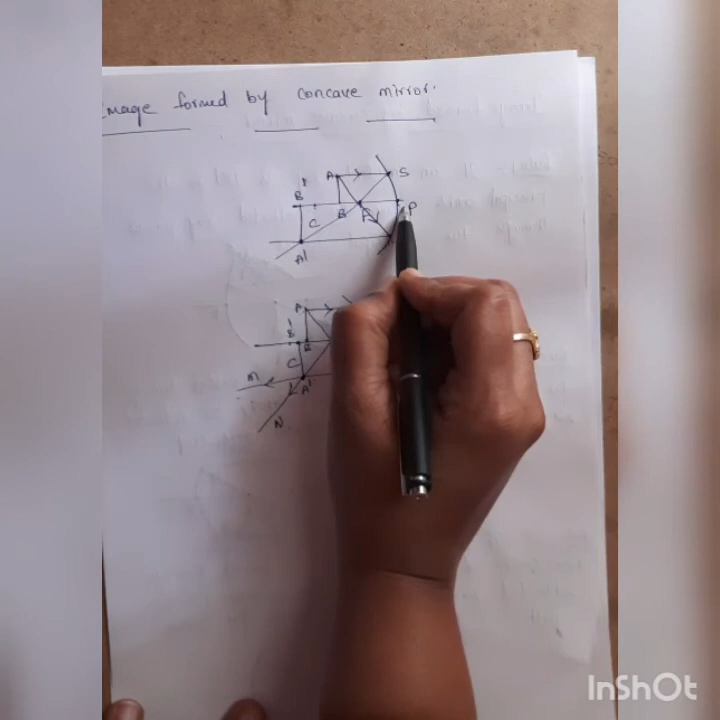 Image formed by concave mirror.
A S
B' C B F P
A'
A
B' B
C
M A'
N
InShOt